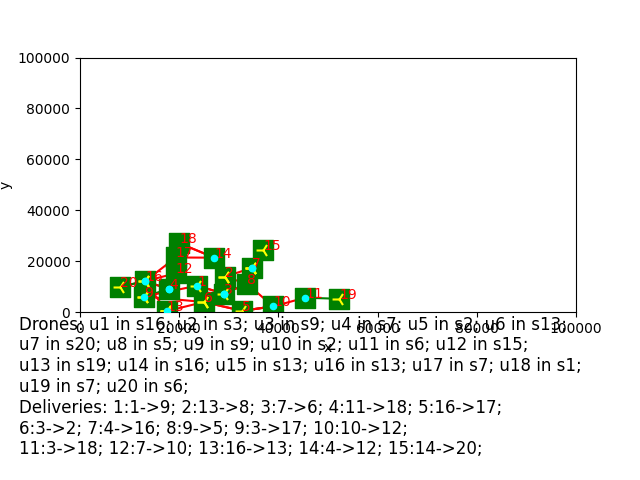 100000
80000
60000
40000
20000
0
y
18
15
14
12
11
19
0 20000 40000 60000 80000 100000
x
Drones: u1 in s16; u2 in s3; u3 in s9; u4 in s7; u5 in s2; u6 in s13;
u7 in s20; u8 in s5; u9 in s9; u10 in s2; u11 in s6; u12 in s15;
u13 in s19; u14 in s16; u15 in s13; u16 in s13; u17 in s7; u18 in s1;
u19 in s7; u20 in s6;
Deliveries: 1:1->9; 2:13->8; 3:7->6; 4:11->18; 5:16->17;
6:3->2; 7:4->16; 8:9->5; 9:3->17; 10:10->12;
11:3->18; 12:7->10; 13:16->13; 14:4->12; 15:14->20;